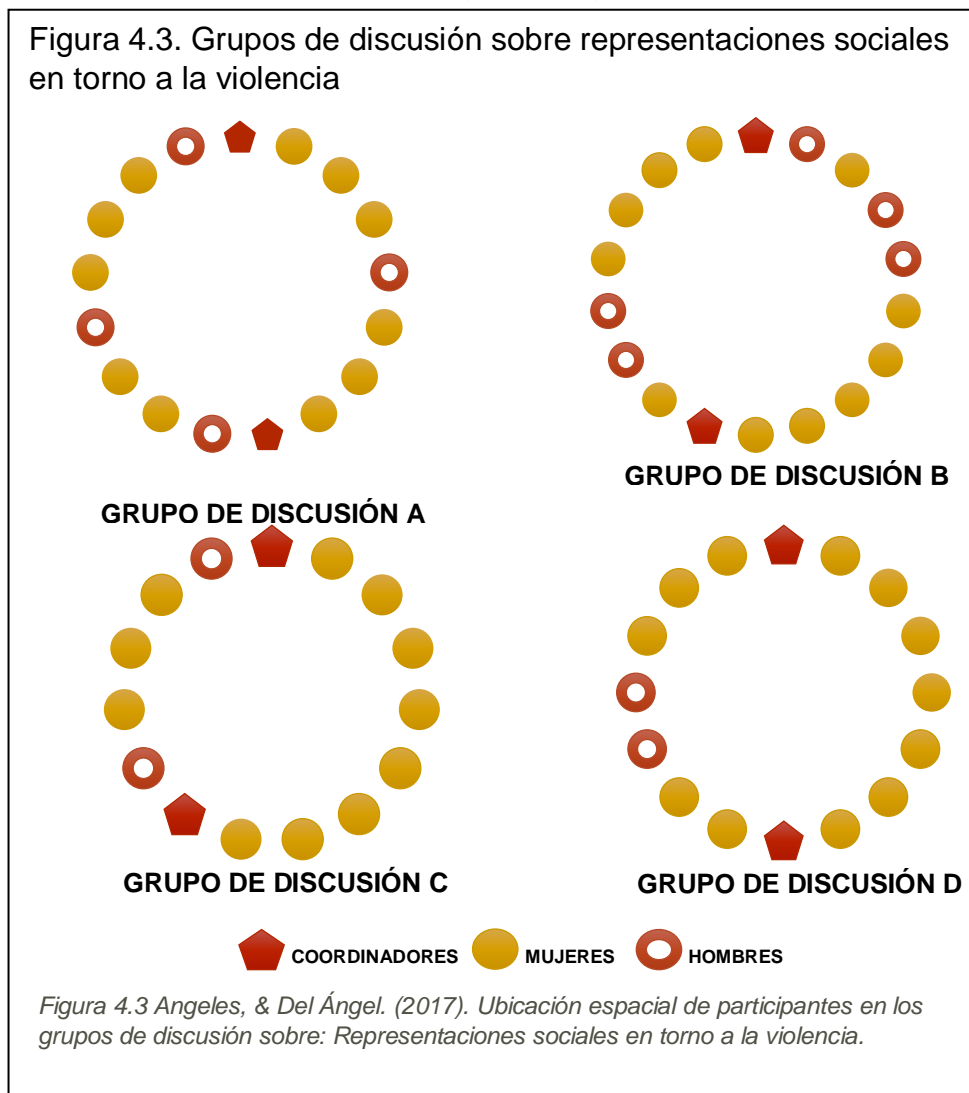 Figura 4.3. Grupos de discusión sobre representaciones sociales
en torno a la violencia
GRUPO DE DISCUSIÓN A
GRUPO DE DISCUSIÓN B
GRUPO DE DISCUSIÓN C
GRUPO DE DISCUSIÓN D
COORDINADORES
MUJERES
HOMBRES
Figura 4.3 Angeles, & Del Ángel. (2017). Ubicación espacial de participantes en los
grupos de discusión sobre: Representaciones sociales en torno a la violencia.